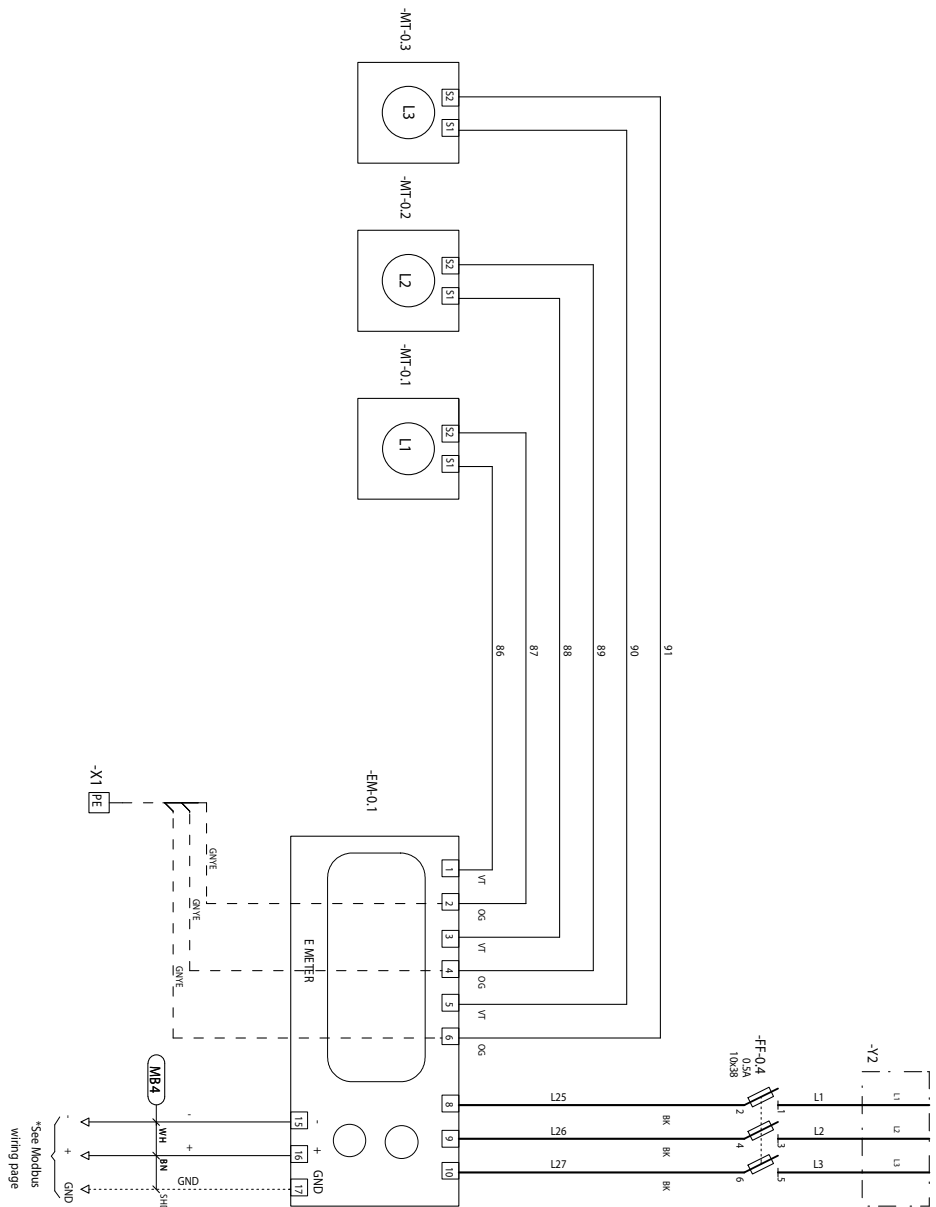 -MT-0.3
L3
S2
S1
-MT-0.2
L2
S2
S1
-MT-0.1
L1
S2
S1
86
87
88
89
90
91
-X1
PE
GNYE
GNYE
GNYE
-EM-0.1
E METER
1
2
3
4
5
6
VT
OG
VT
OG
VT
OG
8
9
10
L25
L26
L27
BK
BK
BK
-FF-0.4
0.5A
10x38
2
1
4
3
6
5
L1
L2
L3
-Y2
L1
L2
L3
15
-
16
+
17
GND
MB4
-
+
GND
WH
BN
-
+
GND
*See Modbus
wiring page